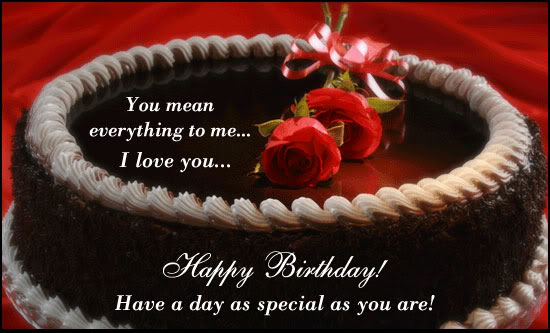 You mean
everything to me...
I love you...
Happy Birthday!
Have a day as special as you are!